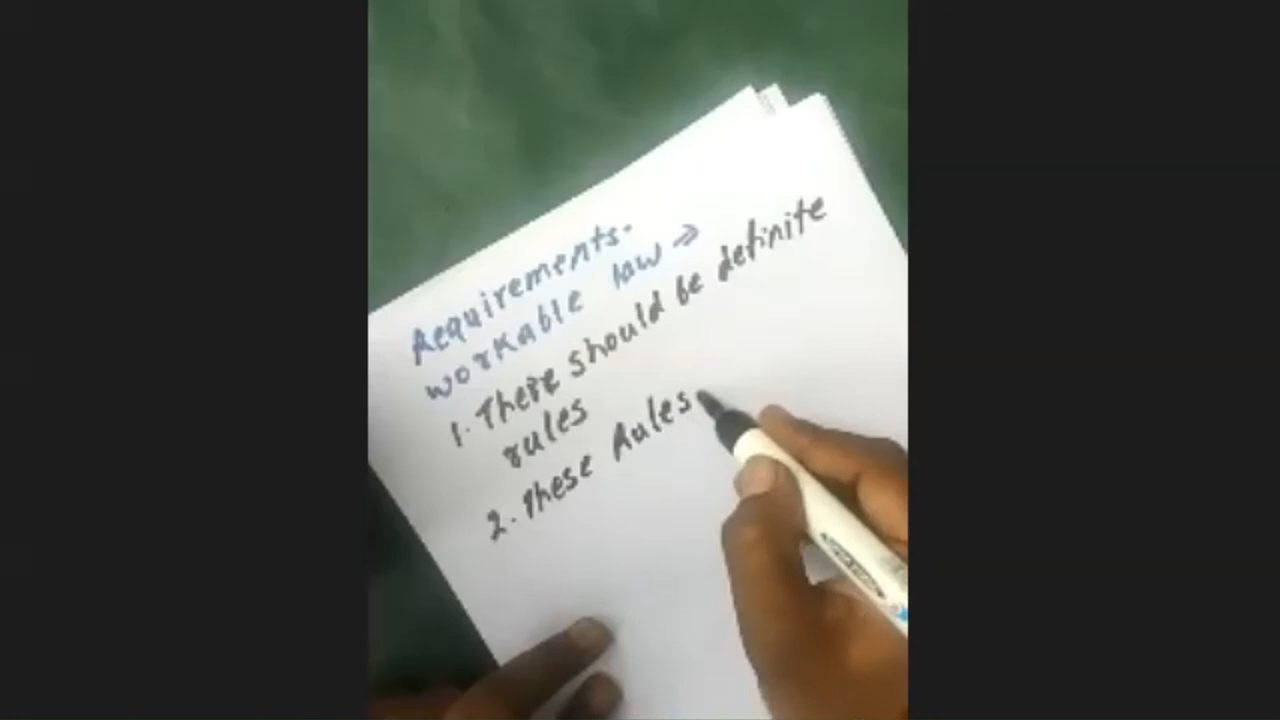 Requirements.
workable law »
1. There should be definite
rules
2. These Rules